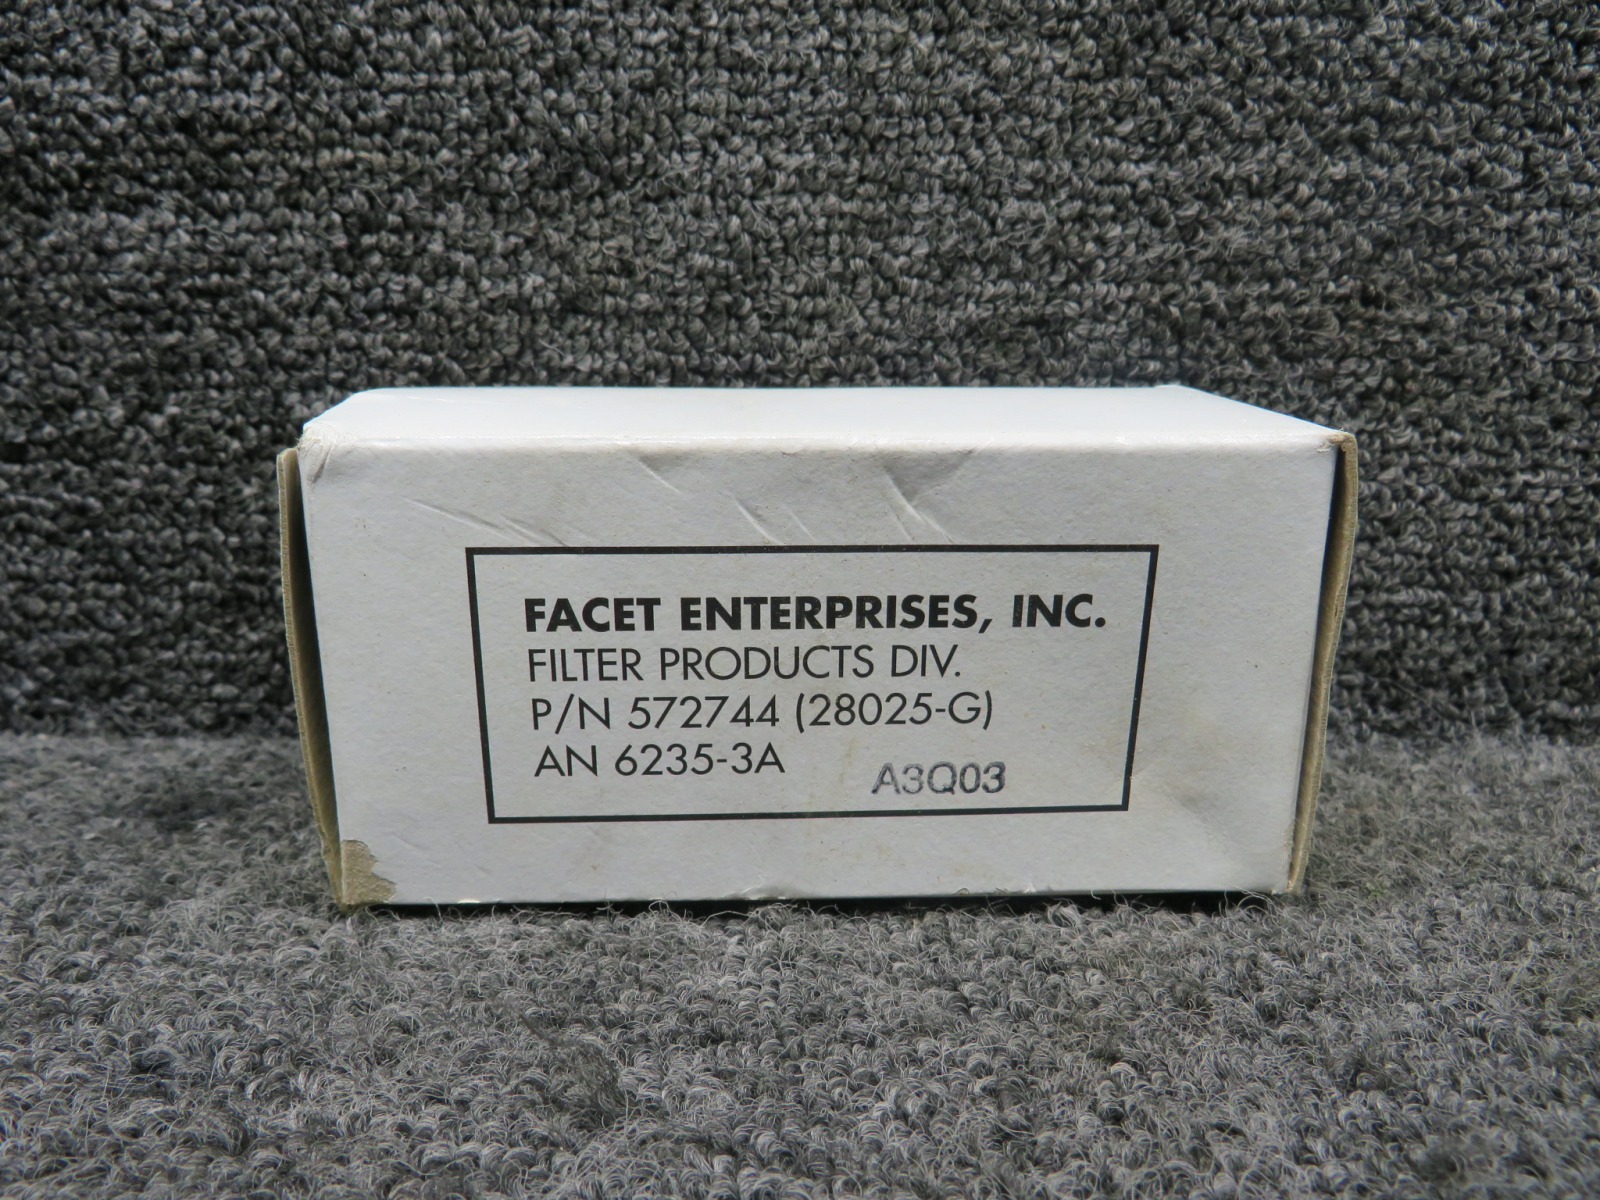 FACET ENTERPRISES, INC.
FILTER PRODUCTS DIV.
P/N 572744 (28025-G)
AN 6235-3A
A3Q03